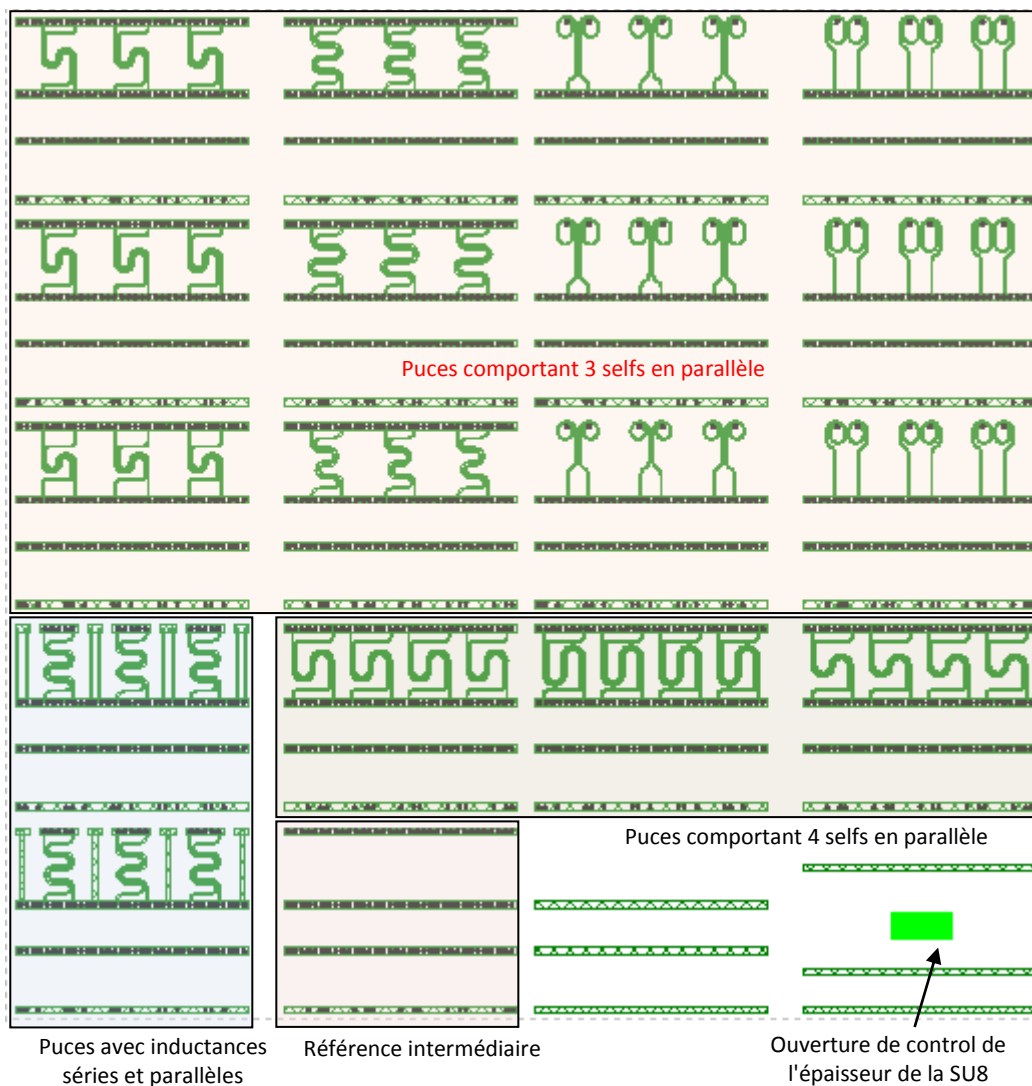 Puces comportant 3 selfs en parallèle
Puces comportant 4 selfs en parallèle
Puces avec inductances
séries et parallèles
Référence intermédiaire
Ouverture de control de
l'épaisseur de la SU8